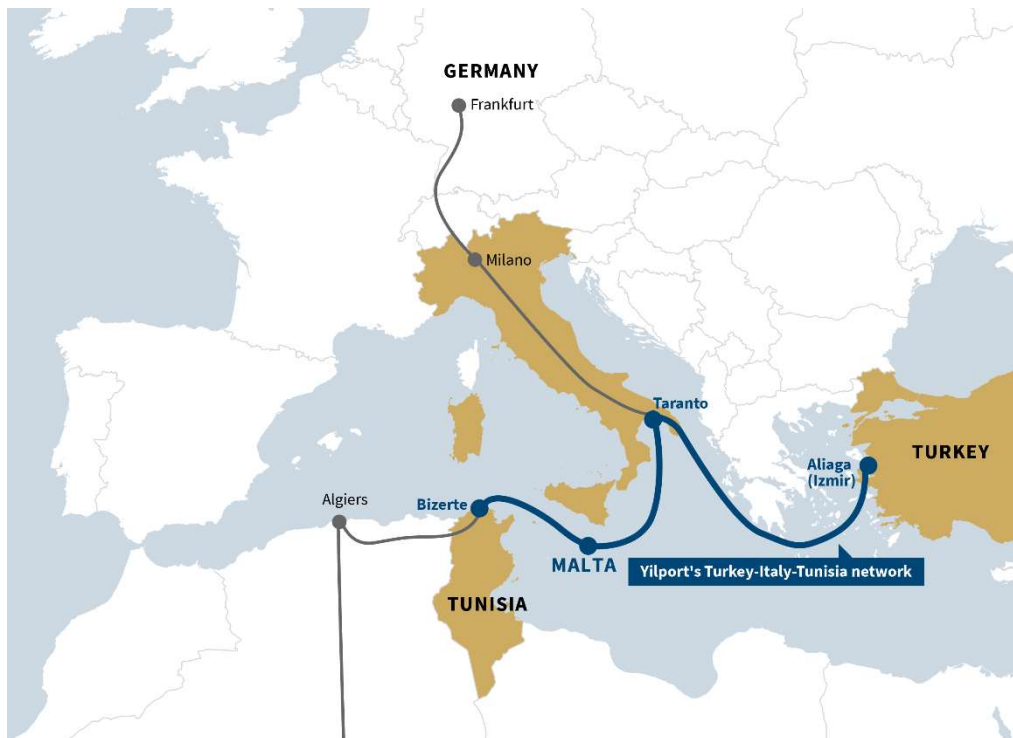 GERMANY
Frankfurt
Milano
Taranto
Aliaga
(Izmir)
TURKEY
Algiers
Bizerte
MALTA
Yilport's Turkey-Italy-Tunisia network
TUNISIA